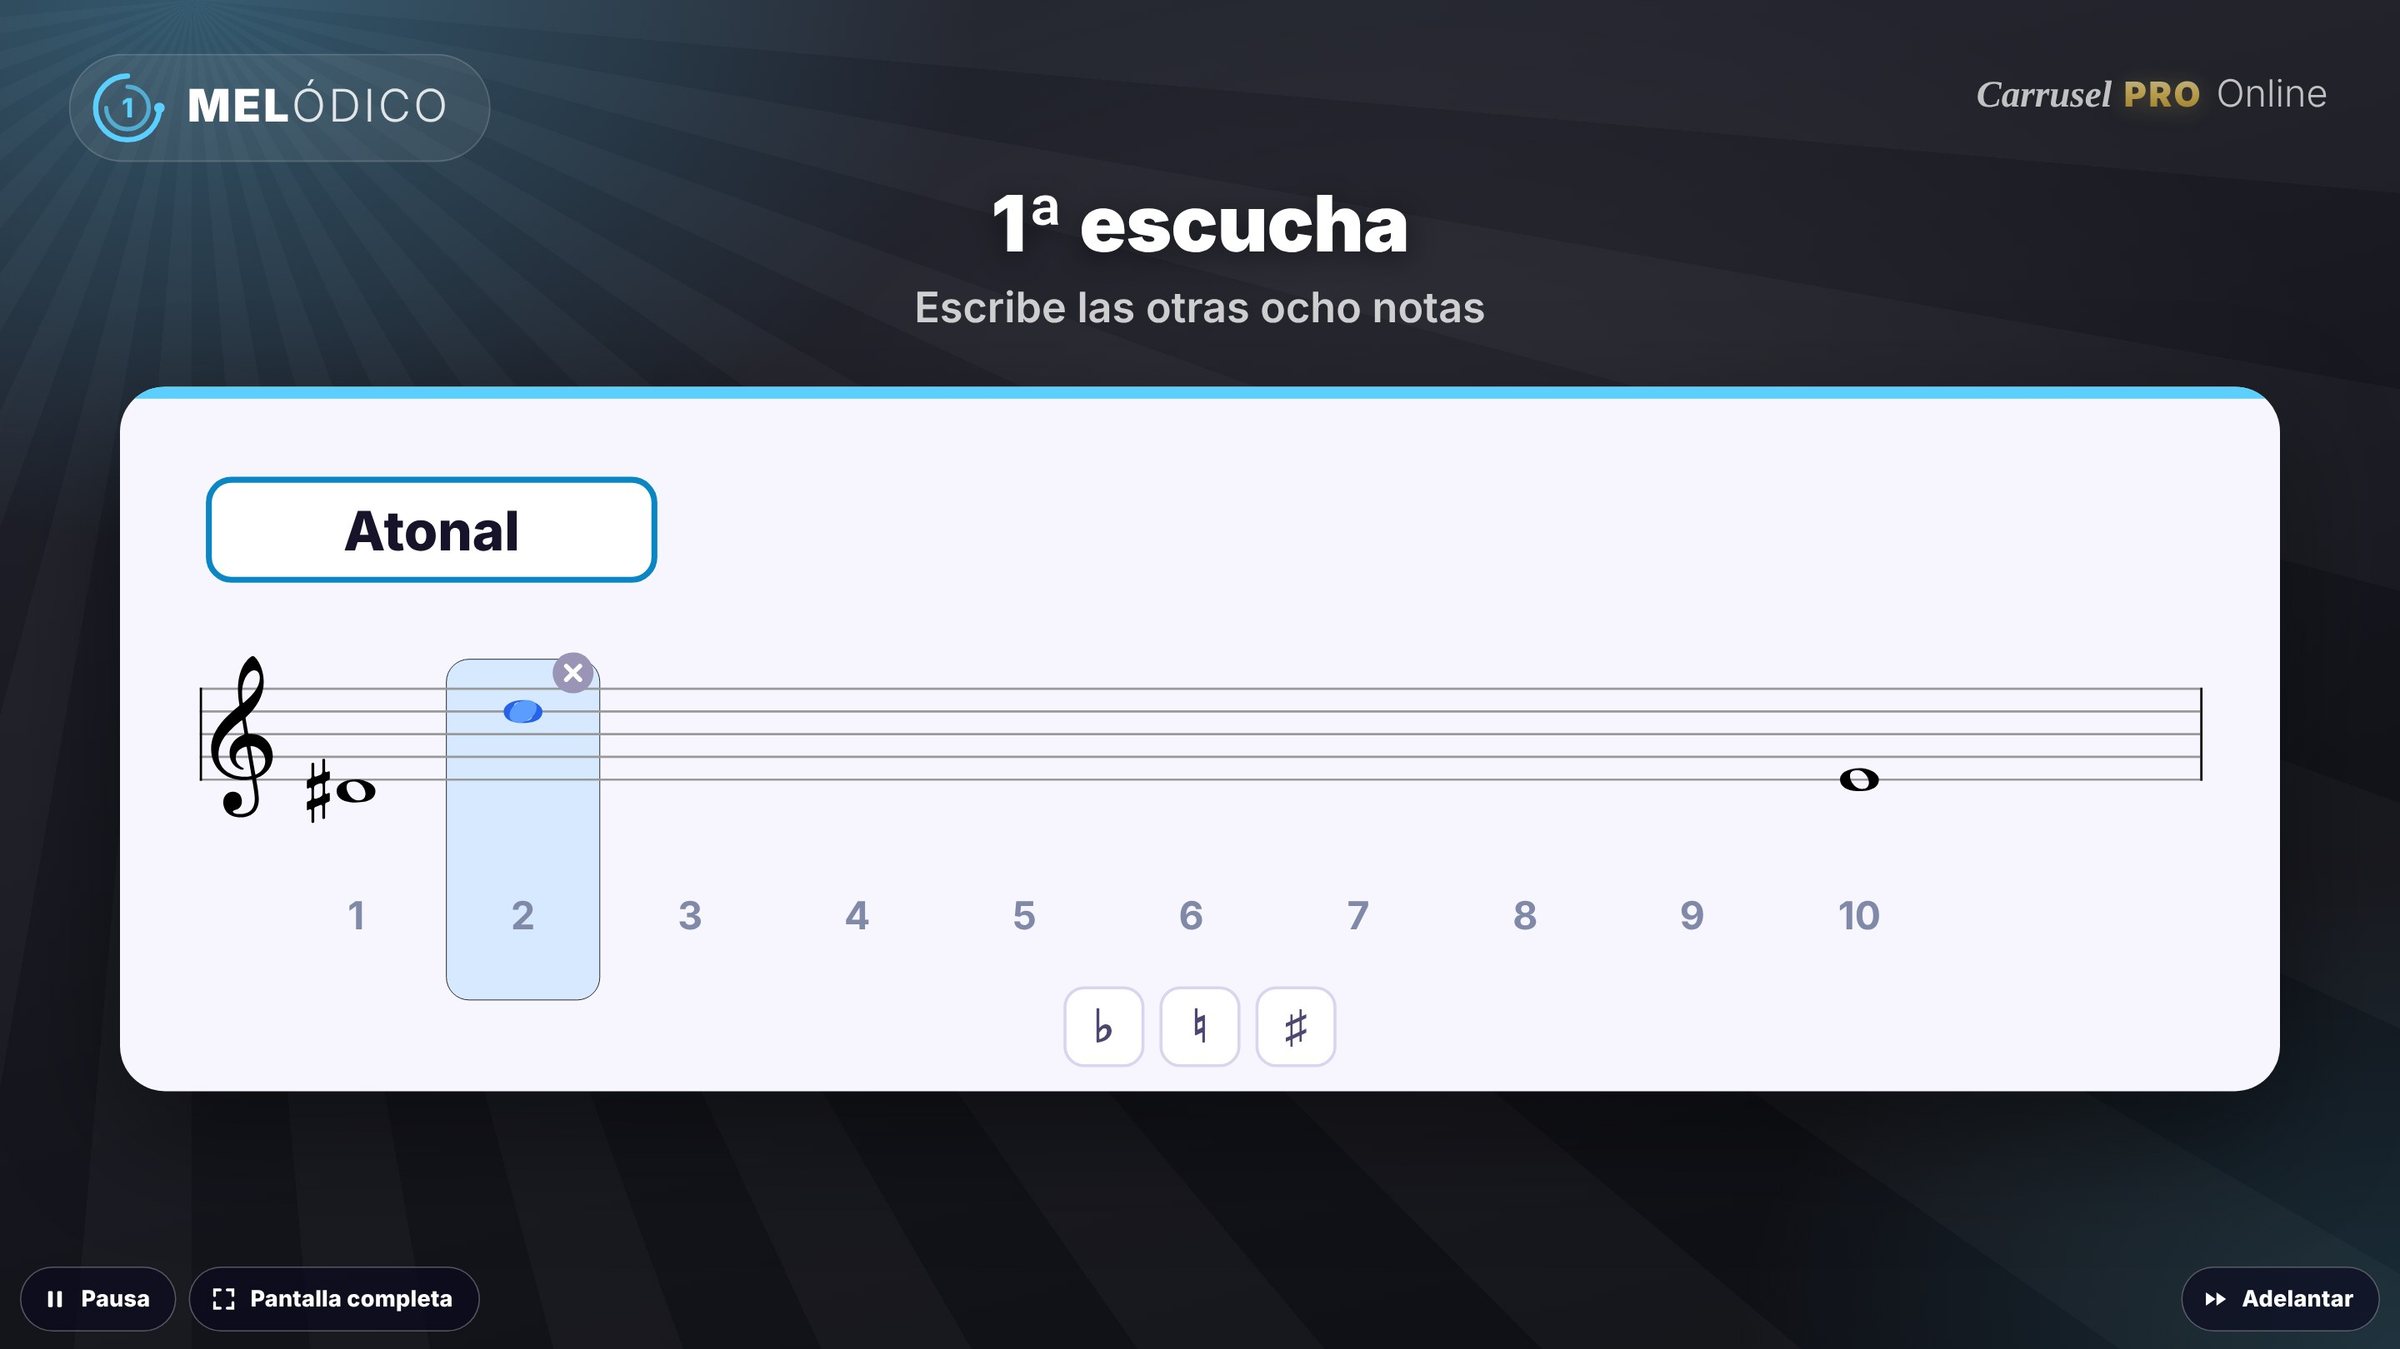 1 MELÓDICO
Carrusel PRO Online
1ª escucha
Escribe las otras ocho notas
Atonal
1 2 3 4 5 6 7 8 9 10
♭ ♮ ♯
Pausa
Pantalla completa
Adelantar